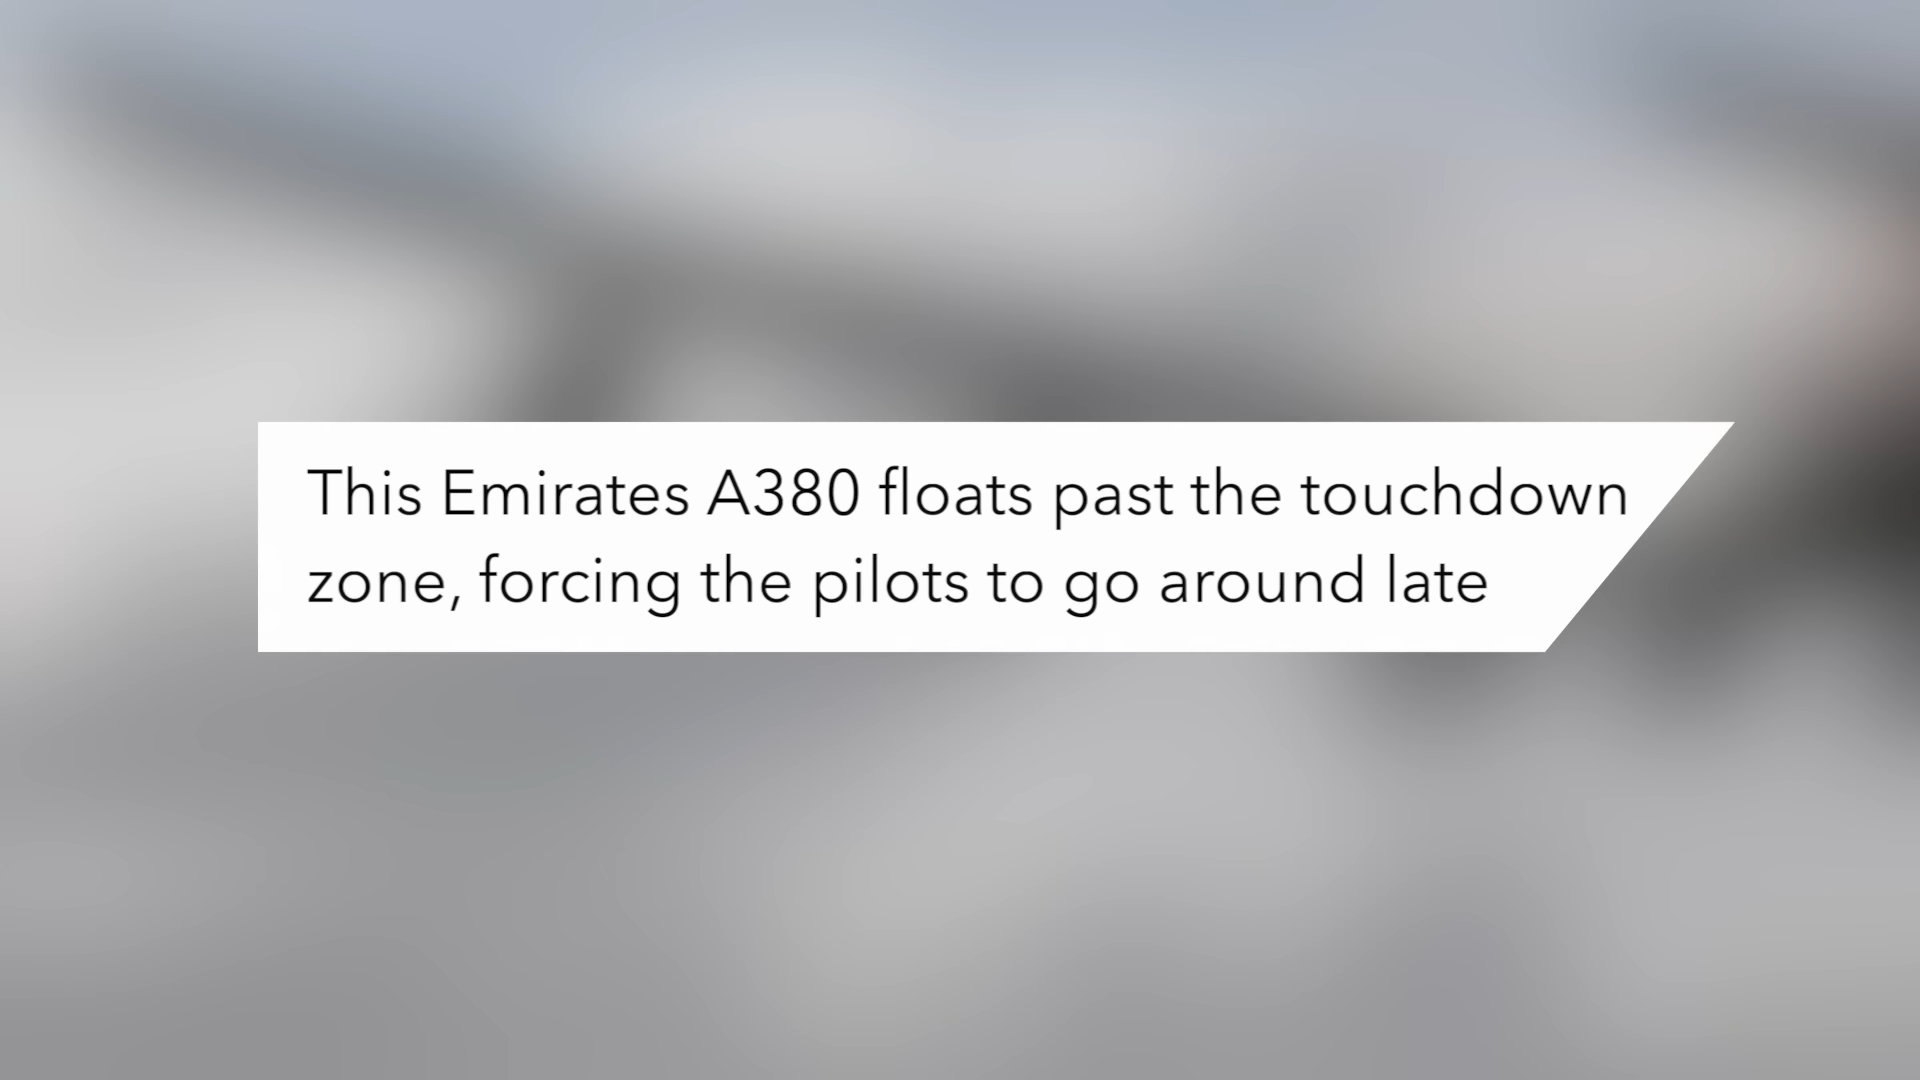 This Emirates A380 floats past the touchdown
zone, forcing the pilots to go around late